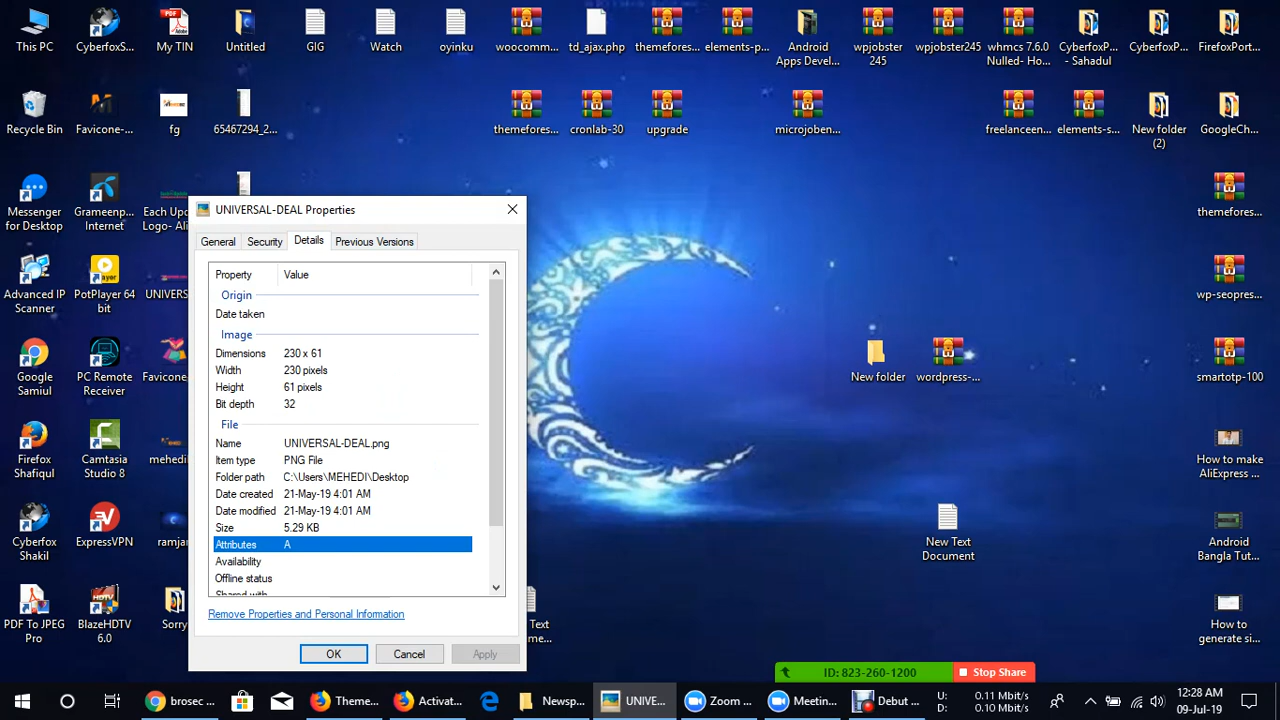 This PC
CyberfoxS...
My TIN
Untitled
GIG
Watch
oyinku
woocomm...
td_ajax.php
themefores...
elements-p...
Android
Apps Devel...
wpjobster
245
wpjobster245
whmcs 7.6.0
Nulled- Ho...
CyberfoxP...
- Sahadul
CyberfoxP...
FirefoxPort...
Recycle Bin
Favicone-...
fg
65467294_2...
themefores...
cronlab-30
upgrade
microjoben...
freelanceen...
elements-s...
New folder
(2)
GoogleCh...
Messenger
for Desktop
Grameenp...
Internet
Each Up
Logo- Ali
themefores...
Advanced IP
Scanner
PotPlayer 64
bit
UNIVERS
wp-seopres...
Google
Samiul
PC Remote
Receiver
Favicone
New folder
wordpress-...
smartotp-100
Firefox
Shafiqul
Camtasia
Studio 8
mehedi
How to make
AliExpress ...
Cyberfox
Shakil
ExpressVPN
ramjar
New Text
Document
Android
Bangla Tut...
PDF To JPEG
Pro
BlazeHDTV
6.0
Sorry
Text
me...
How to
generate si...
UNIVERSAL-DEAL Properties
General
Security
Details
Previous Versions
Property Value
Origin
Date taken
Image
Dimensions 230 x 61
Width 230 pixels
Height 61 pixels
Bit depth 32
File
Name UNIVERSAL-DEAL.png
Item type PNG File
Folder path C:\Users\MEHEDI\Desktop
Date created 21-May-19 4:01 AM
Date modified 21-May-19 4:01 AM
Size 5.29 KB
Attributes A
Availability
Offline status
Shared with
Remove Properties and Personal Information
OK
Cancel
Apply
ID: 823-260-1200
Stop Share
brosec ...
Theme...
Activat...
Newsp...
UNIVE...
Zoom ...
Meetin...
Debut ...
U: 0.11 Mbit/s
D: 0.10 Mbit/s
12:28 AM
09-Jul-19